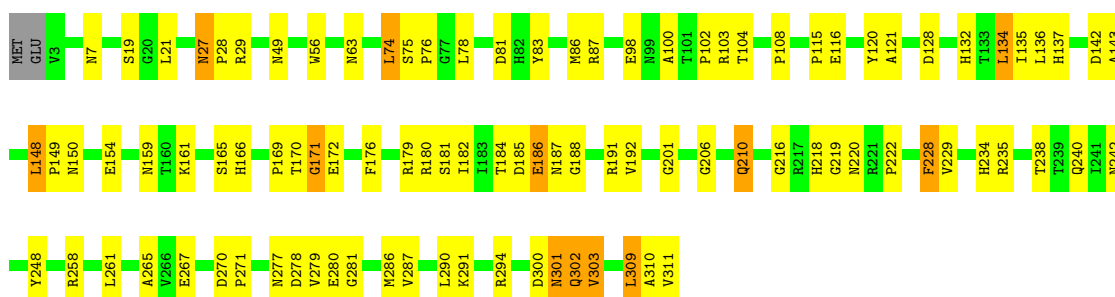 MET GLU V3 N7 S19 G20 L21 N27 P28 R29 N49 W56 N63 L74 S75 P76 G77 L78 D81 H82 Y83 M86 R87 E98 N99 A100 T101 P102 R103 T104 P108 P115 E116 Y120 A121 D128 H132 T133 L134 I135 L136 H137 D142 A143
L148 P149 N150 E154 N159 T160 K161 S165 H166 P169 T170 G171 E172 F176 R179 R180 S181 I182 I183 T184 D185 E186 N187 G188 R191 V192 G201 G206 Q210 G216 R217 H218 G219 N220 R221 P222 F228 V229 H234 R235 T238 T239 Q240 I241 N242
Y248 R258 L261 A265 V266 E267 D270 P271 N277 D278 V279 E280 G281 M286 V287 L290 K291 R294 D300 N301 Q302 V303 L309 A310 V311